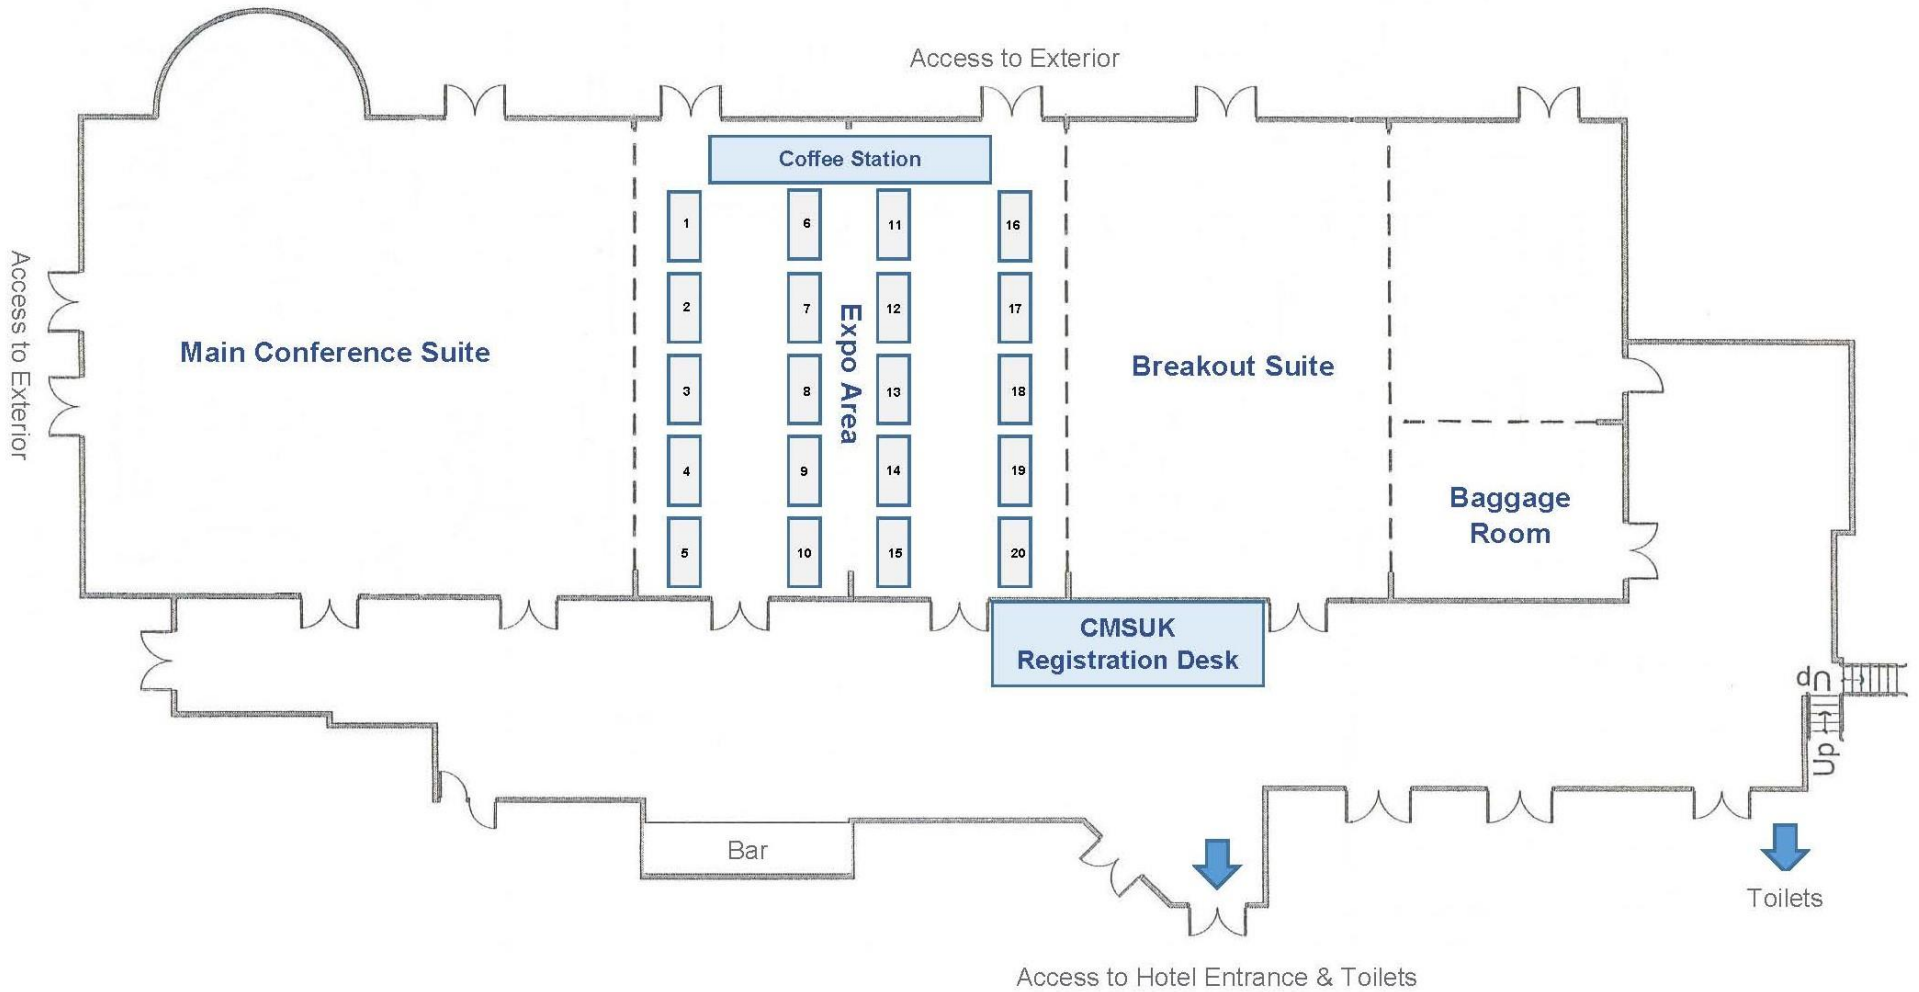 Access to Exterior
Coffee Station
1
6
11
16
2
7
12
17
3
8
13
18
4
9
14
19
5
10
15
20
Expo Area
Access to Exterior
Main Conference Suite
Breakout Suite
Baggage
Room
CMSUK
Registration Desk
Up
Up
Bar
Toilets
Access to Hotel Entrance & Toilets